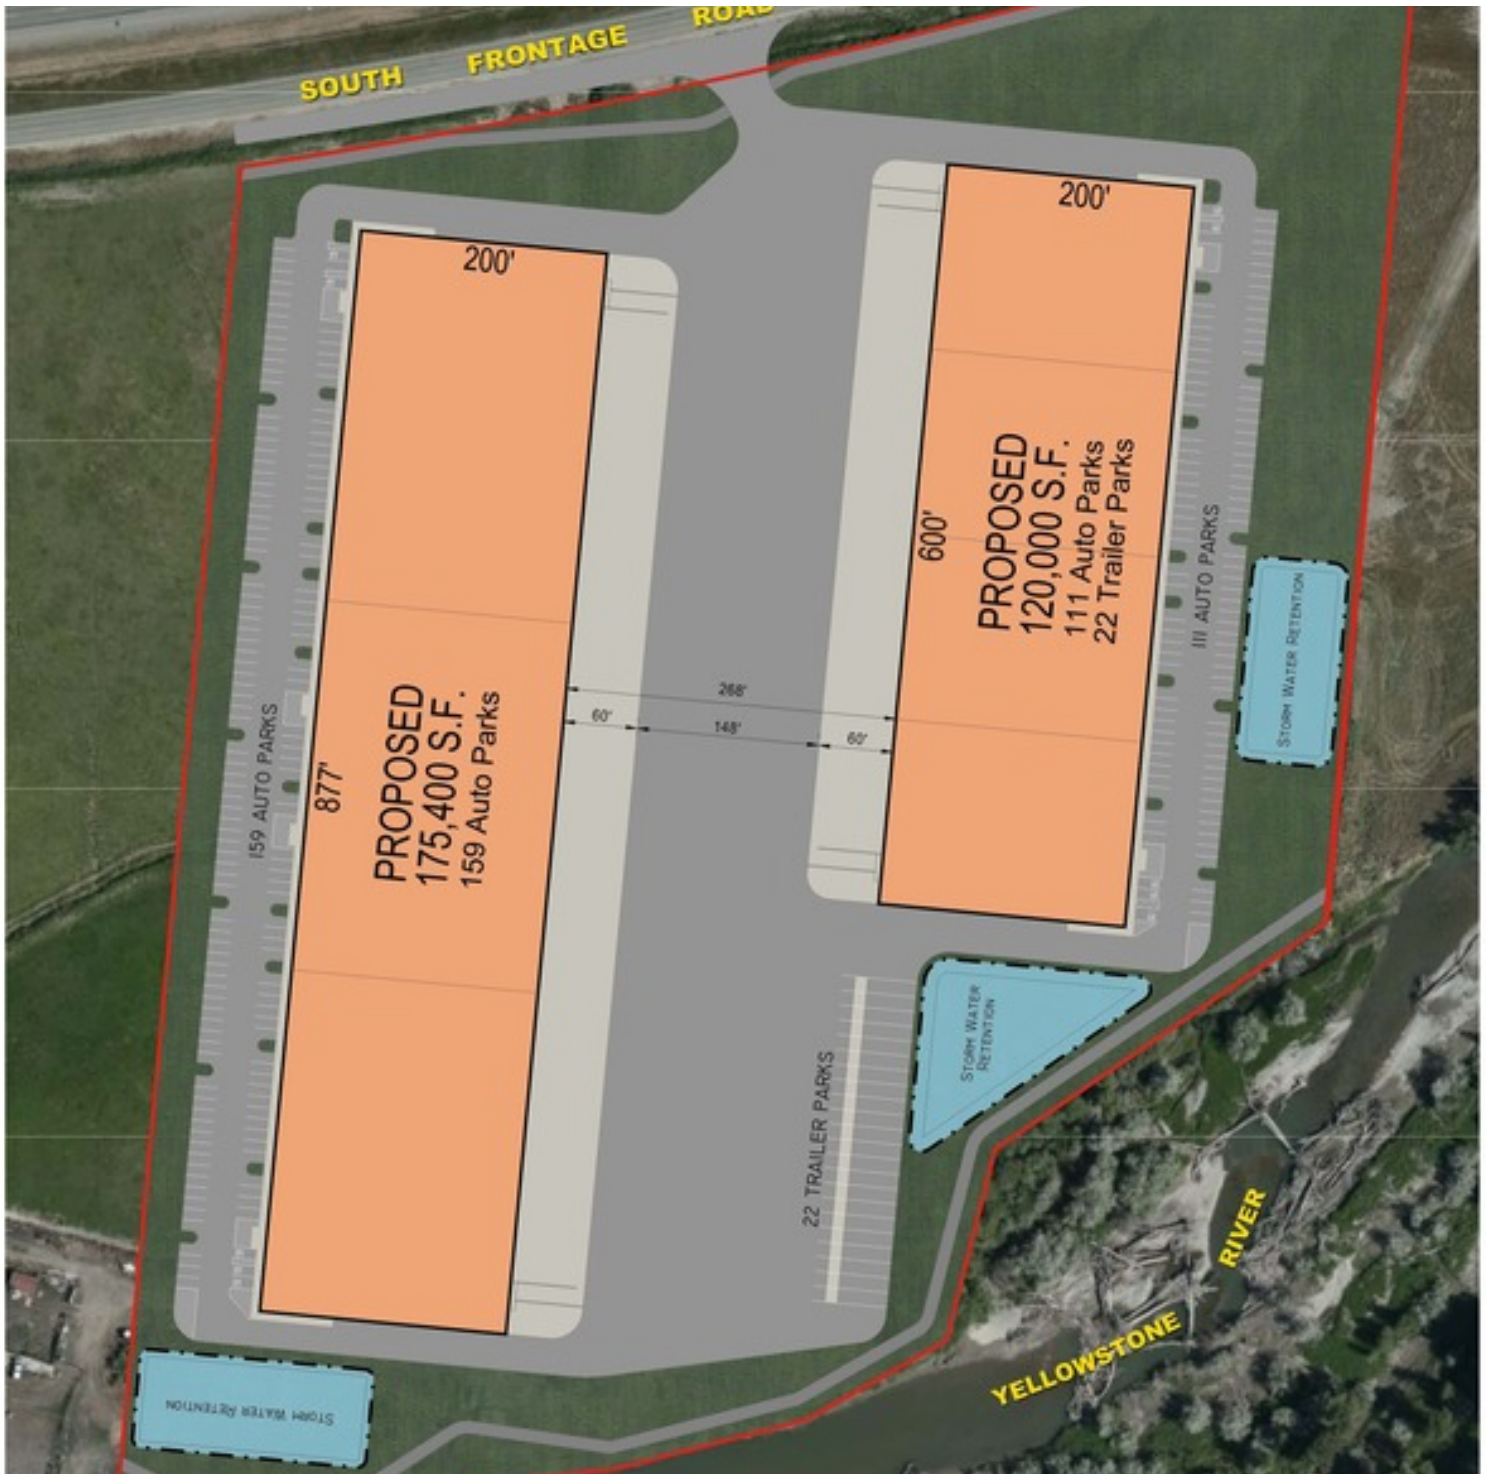 SOUTH FRONTAGE ROAD
200'
200'
PROPOSED
120,000 S.F.
111 Auto Parks
22 Trailer Parks
600'
111 AUTO PARKS
STORM WATER RETENTION
268'
60'
148'
60'
PROPOSED
175,400 S.F.
159 Auto Parks
877'
159 AUTO PARKS
STORM WATER
RETENTION
22 TRAILER PARKS
RIVER
YELLOWSTONE
STORM WATER RETENTION